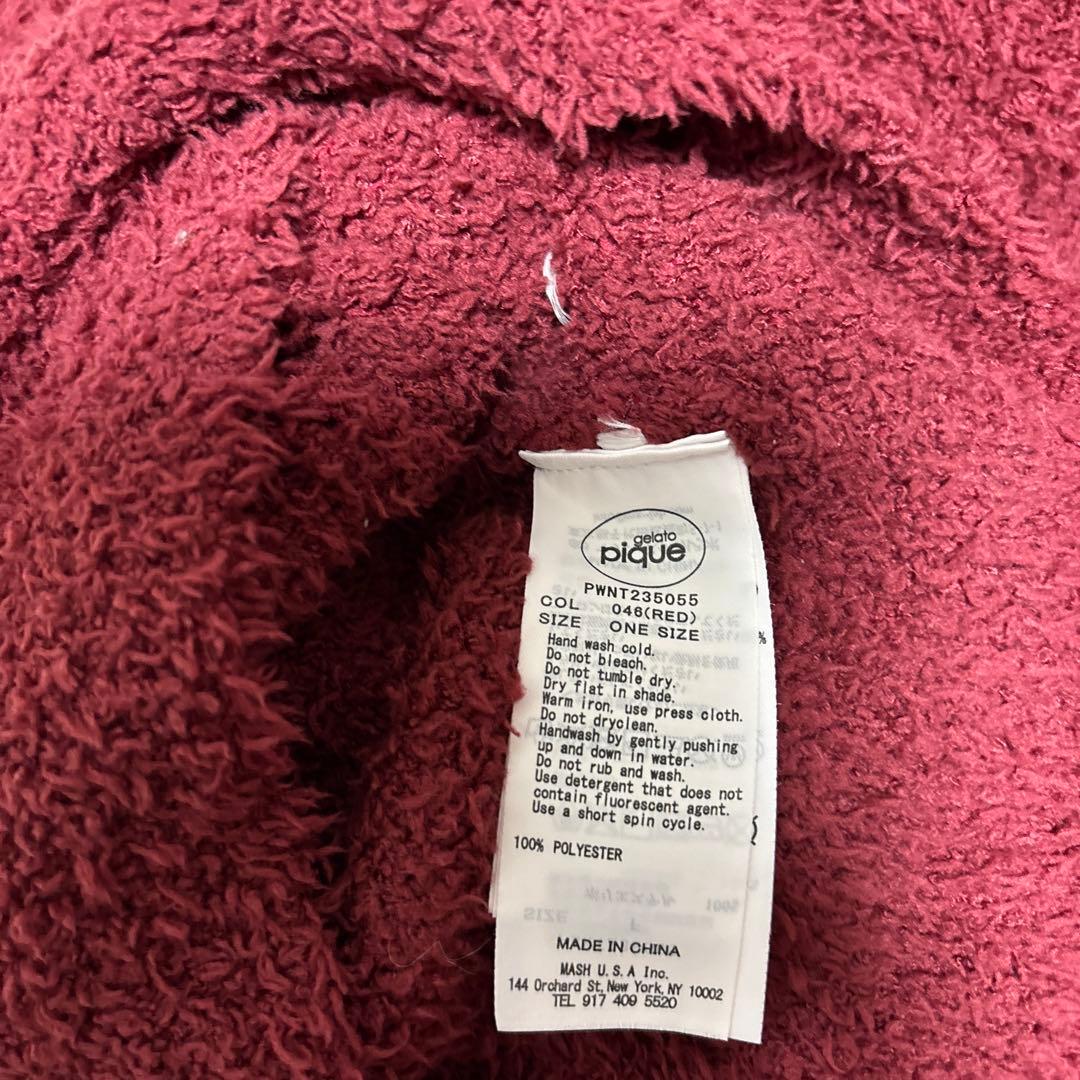 gelato
pique
PWNT235055
COL 046(RED)
SIZE ONE SIZE
Hand wash cold.
Do not bleach.
Do not tumble dry.
Dry flat in shade.
Warm iron, use press cloth.
Do not dryclean.
Handwash by gently pushing
up and down in water.
Do not rub and wash.
Use detergent that does not
contain fluorescent agent.
Use a short spin cycle.
100% POLYESTER
MADE IN CHINA
MASH U.S.A Inc.
144 Orchard St, New York, NY 10002
TEL 917 409 5520